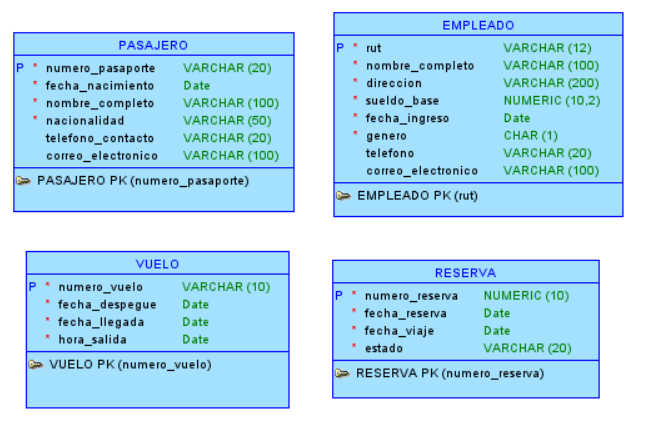 PASAJERO
P * numero_pasaporte VARCHAR (20)
* fecha_nacimiento Date
* nombre_completo VARCHAR (100)
* nacionalidad VARCHAR (50)
telefono_contacto VARCHAR (20)
correo_electronico VARCHAR (100)
PASAJERO PK (numero_pasaporte)
EMPLEADO
P * rut VARCHAR (12)
* nombre_completo VARCHAR (100)
* direccion VARCHAR (200)
* sueldo_base NUMERIC (10,2)
* fecha_ingreso Date
* genero CHAR (1)
telefono VARCHAR (20)
correo_electronico VARCHAR (100)
EMPLEADO PK (rut)
VUELO
P * numero_vuelo VARCHAR (10)
* fecha_despegue Date
* fecha_llegada Date
* hora_salida Date
VUELO PK (numero_vuelo)
RESERVA
P * numero_reserva NUMERIC (10)
* fecha_reserva Date
* fecha_viaje Date
* estado VARCHAR (20)
RESERVA PK (numero_reserva)